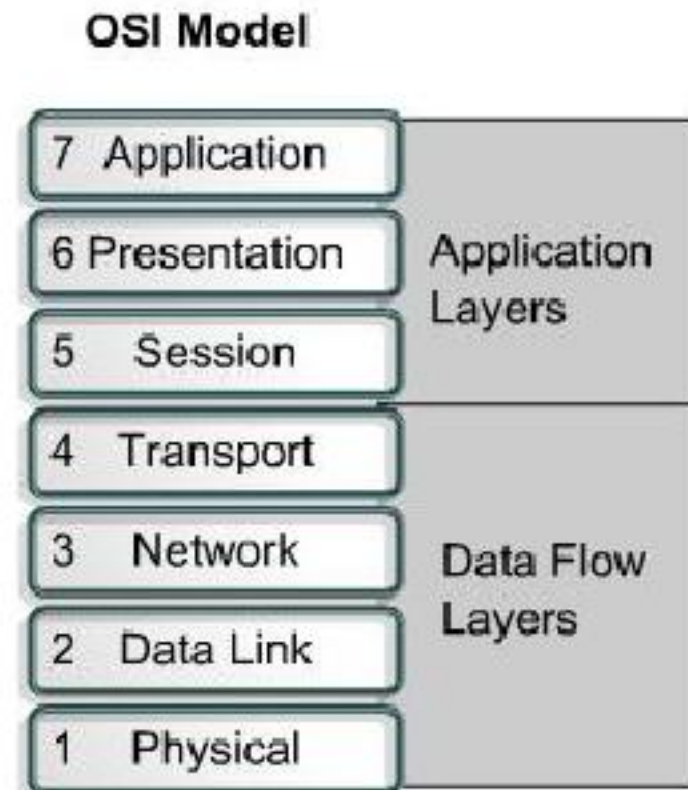 OSI Model
7 Application
6 Presentation
5 Session
Application
Layers
4 Transport
3 Network
2 Data Link
1 Physical
Data Flow
Layers